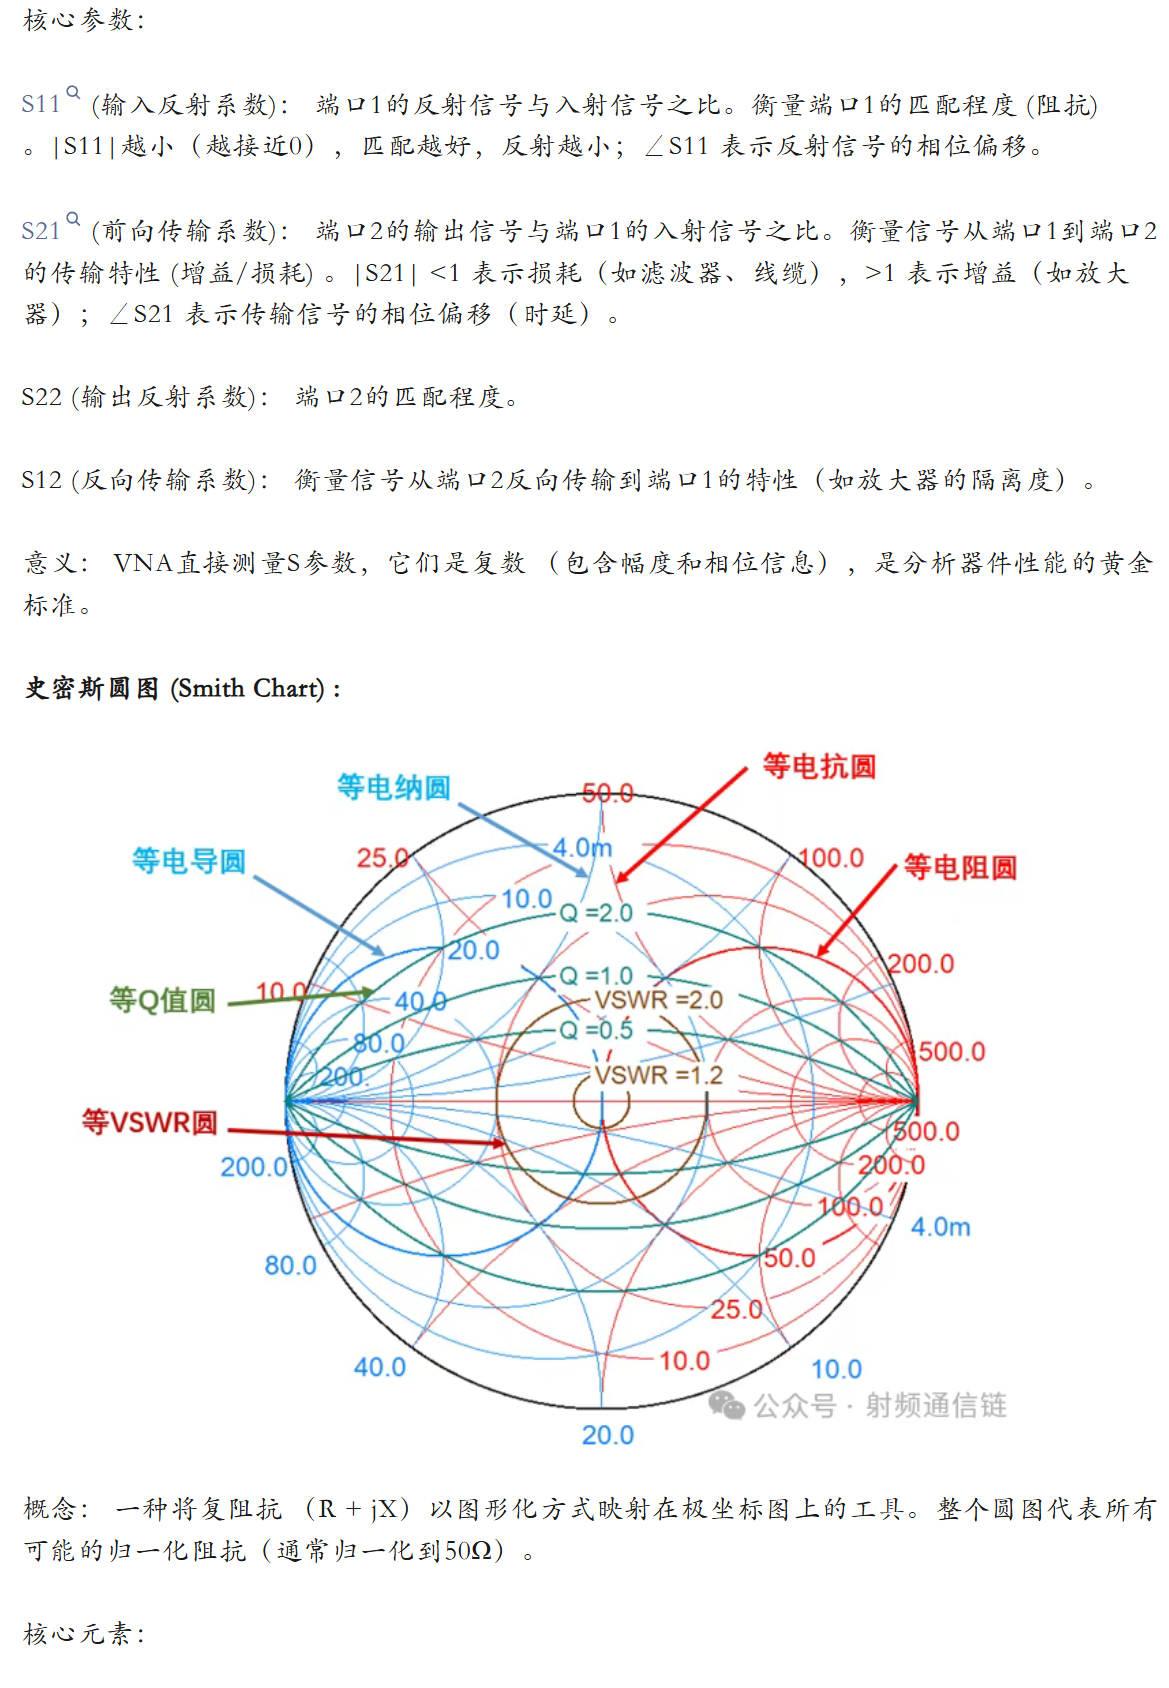 核心参数：
S11 (输入反射系数)： 端口1的反射信号与入射信号之比。衡量端口1的匹配程度 (阻抗)
。|S11|越小（越接近0），匹配越好，反射越小；∠S11 表示反射信号的相位偏移。
S21 (前向传输系数)： 端口2的输出信号与端口1的入射信号之比。衡量信号从端口1到端口2
的传输特性 (增益/损耗) 。|S21| <1 表示损耗（如滤波器、线缆），>1 表示增益（如放大
器）；∠S21 表示传输信号的相位偏移（时延）。
S22 (输出反射系数)： 端口2的匹配程度。
S12 (反向传输系数)： 衡量信号从端口2反向传输到端口1的特性（如放大器的隔离度）。
意义： VNA直接测量S参数，它们是复数 （包含幅度和相位信息），是分析器件性能的黄金
标准。
史密斯圆图 (Smith Chart)：
等电抗圆
等电纳圆
50.0
4.0m
25.0
100.0
等电导圆
等电阻圆
10.0
Q =2.0
20.0
200.0
Q =1.0
等Q值圆
10.0
40.0
VSWR =2.0
Q =0.5
80.0
500.0
200.
VSWR =1.2
等VSWR圆
500.0
200.0
200.0
100.0
4.0m
80.0
50.0
25.0
40.0
10.0
10.0
公众号 · 射频通信链
20.0
概念： 一种将复阻抗 （R + jX）以图形化方式映射在极坐标图上的工具。整个圆图代表所有
可能的归一化阻抗（通常归一化到50Ω）。
核心元素：